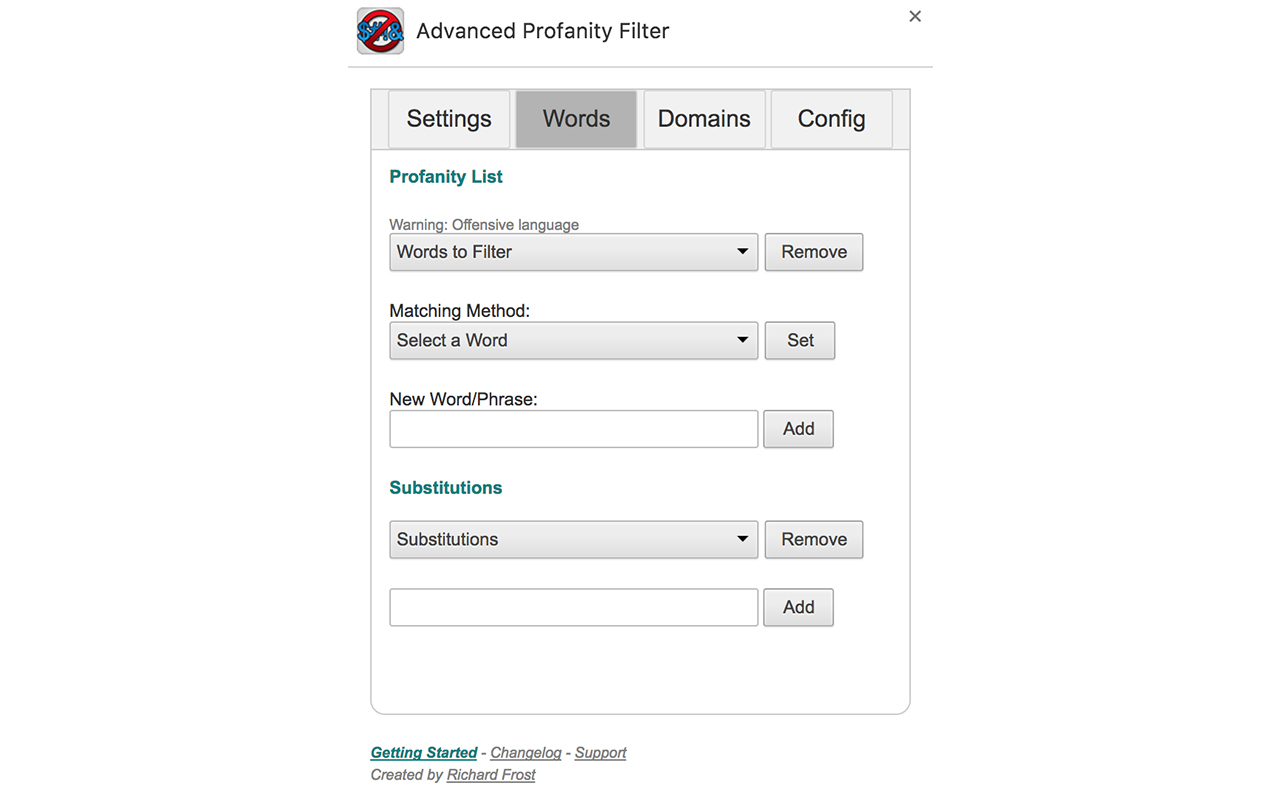 Advanced Profanity Filter
Settings Words Domains Config
Profanity List
Warning: Offensive language
Words to Filter Remove
Matching Method:
Select a Word Set
New Word/Phrase:
Add
Substitutions
Substitutions Remove
Add
Getting Started - Changelog - Support
Created by Richard Frost